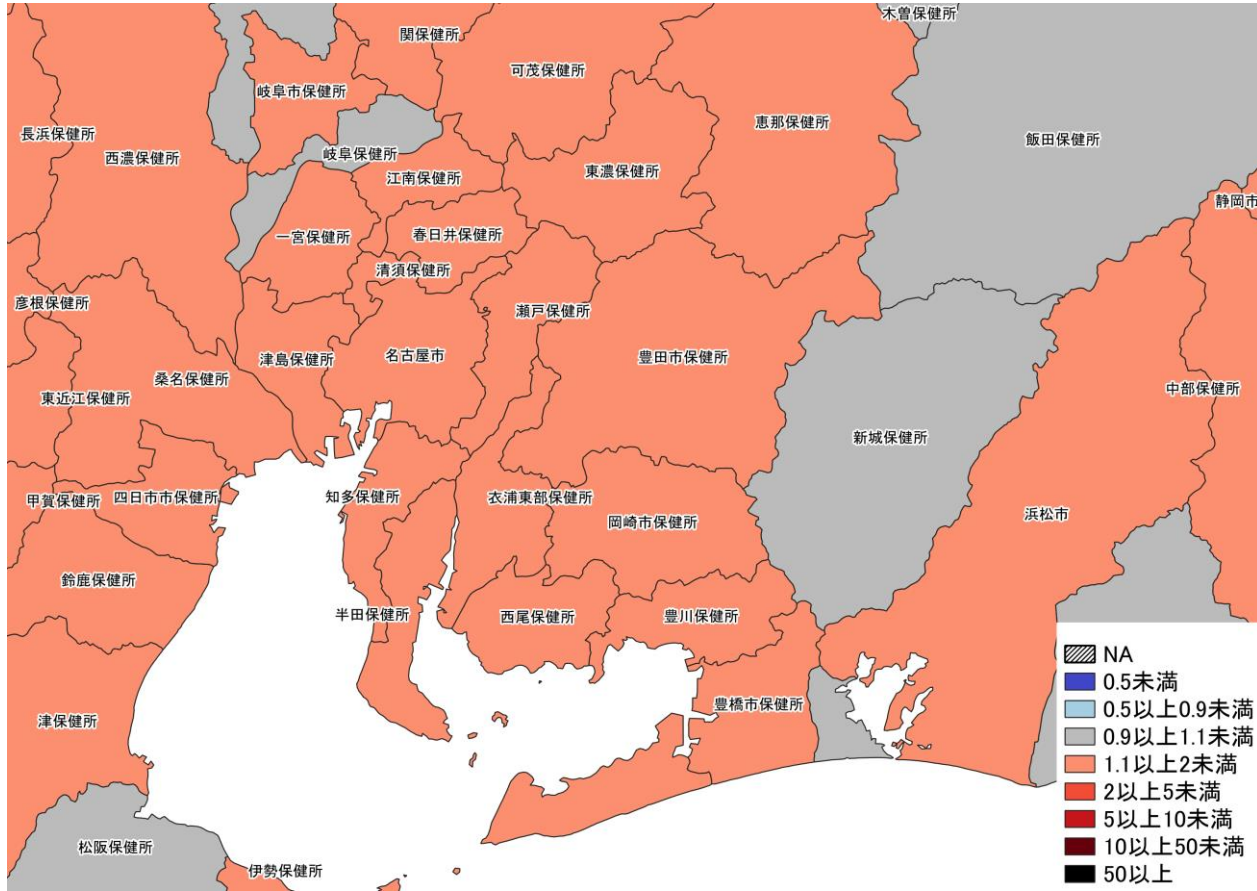 木曽保健所
関保健所
可茂保健所
岐阜市保健所
恵那保健所
長浜保健所
西濃保健所
岐阜保健所
飯田保健所
江南保健所
東濃保健所
静岡市
一宮保健所
春日井保健所
清須保健所
彦根保健所
瀬戸保健所
津島保健所
名古屋市
豊田市保健所
桑名保健所
中部保健所
東近江保健所
新城保健所
甲賀保健所
四日市市保健所
知多保健所
衣浦東部保健所
岡崎市保健所
浜松市
鈴鹿保健所
半田保健所
西尾保健所
豊川保健所
津保健所
豊橋市保健所
松阪保健所
伊勢保健所
NA
0.5未満
0.5以上0.9未満
0.9以上1.1未満
1.1以上2未満
2以上5未満
5以上10未満
10以上50未満
50以上